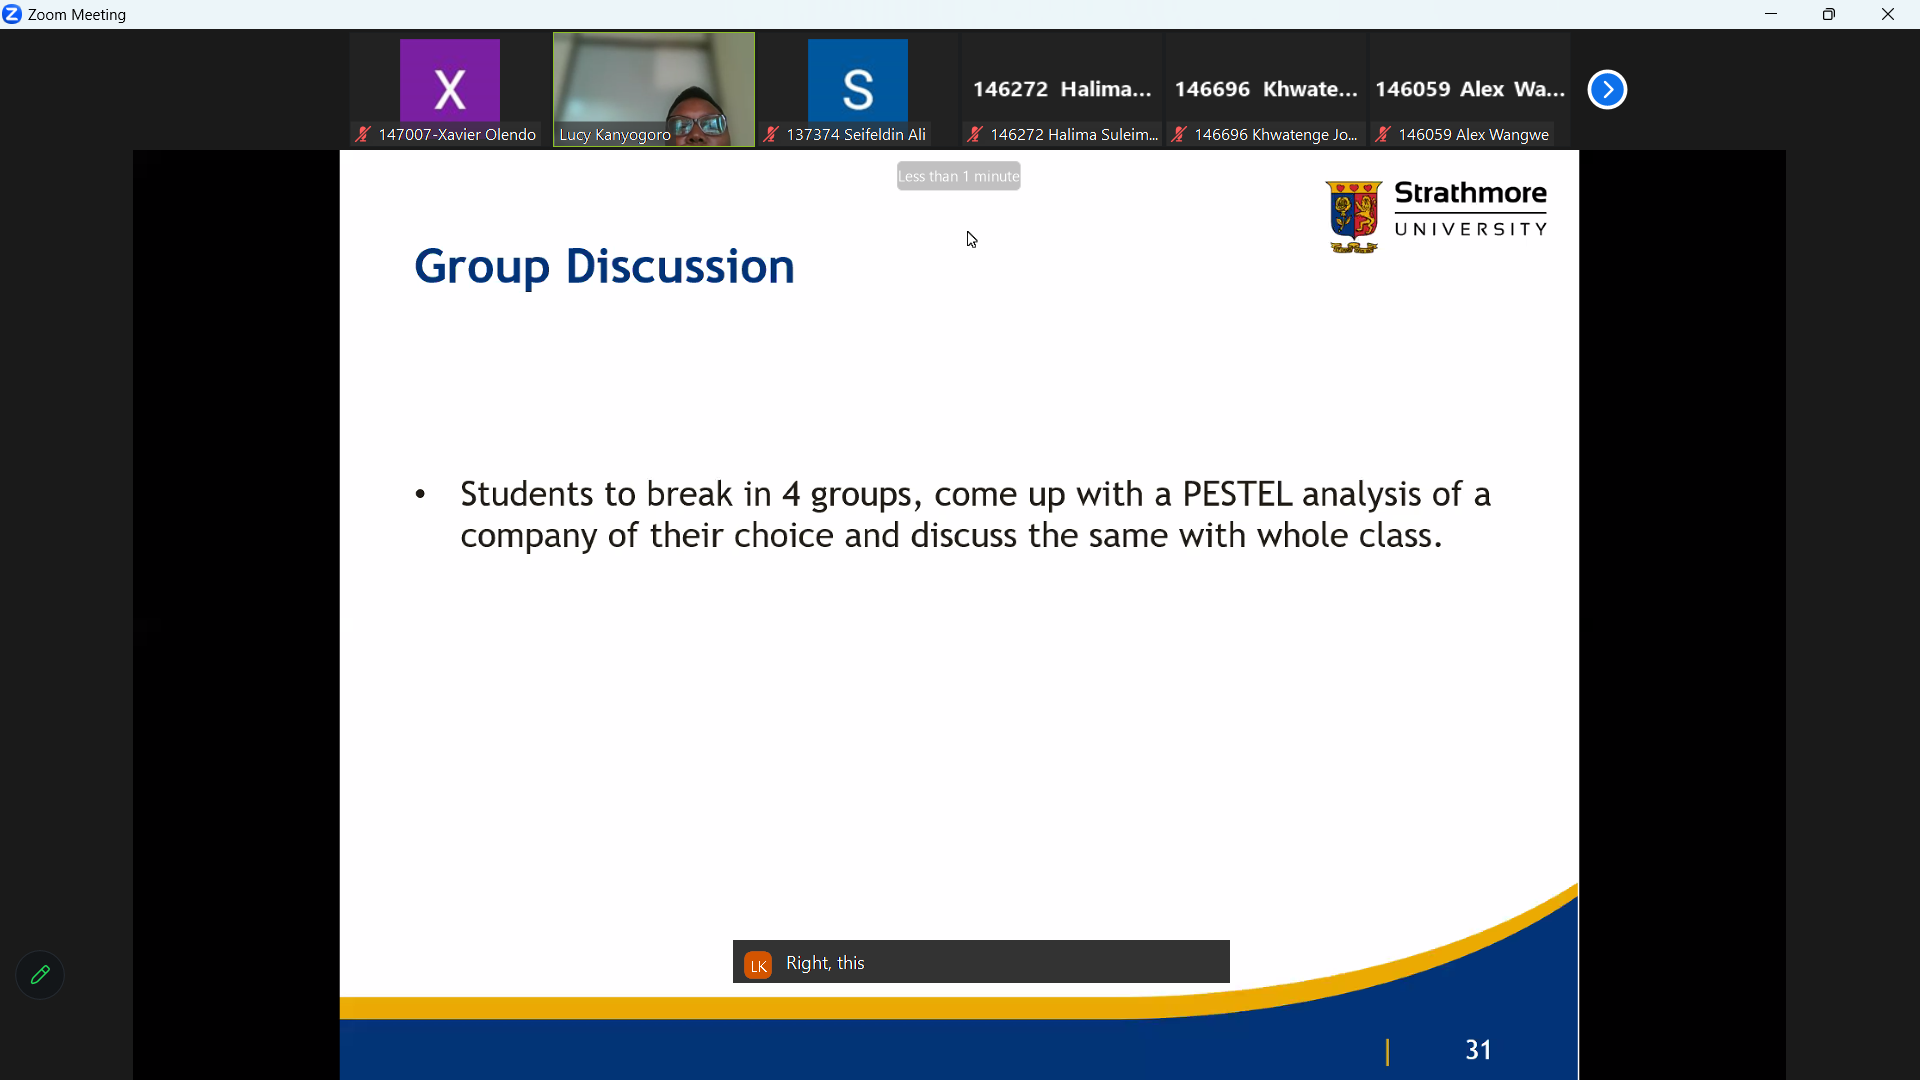 Zoom Meeting
X
S
146272 Halima...
146696 Khwate...
146059 Alex Wa...
147007-Xavier Olendo
Lucy Kanyogoro
137374 Seifeldin Ali
146272 Halima Suleim...
146696 Khwatenge Jo...
146059 Alex Wangwe
Less than 1 minute
Strathmore
UNIVERSITY
Group Discussion
• Students to break in 4 groups, come up with a PESTEL analysis of a
company of their choice and discuss the same with whole class.
LK Right, this
31